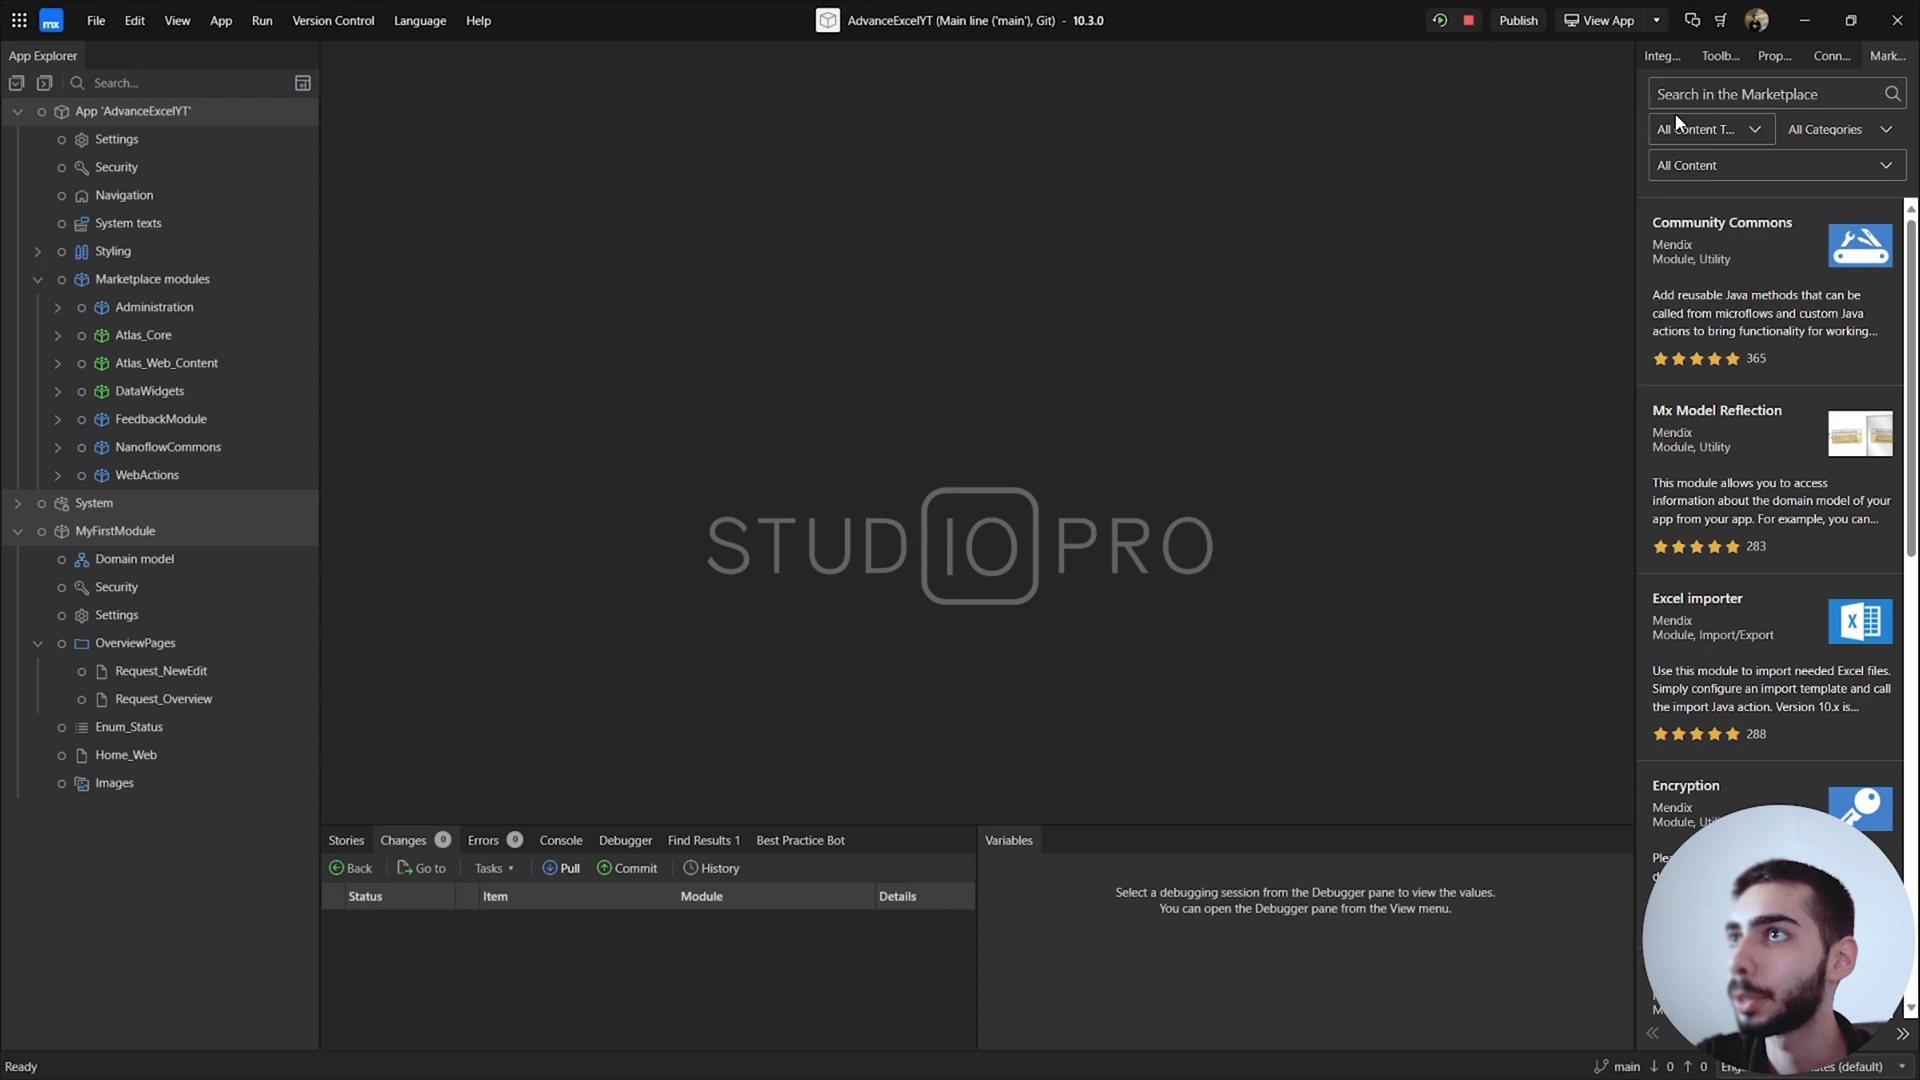 mx File Edit View App Run Version Control Language Help
AdvanceExcelYT (Main line ('main'), Git) - 10.3.0
Publish View App
App Explorer
Search...
App 'AdvanceExcelYT'
Settings
Security
Navigation
System texts
Styling
Marketplace modules
Administration
Atlas_Core
Atlas_Web_Content
DataWidgets
FeedbackModule
NanoflowCommons
WebActions
System
MyFirstModule
Domain model
Security
Settings
OverviewPages
Request_NewEdit
Request_Overview
Enum_Status
Home_Web
Images
STUDIO PRO
Stories Changes 0 Errors 0 Console Debugger Find Results 1 Best Practice Bot
Back Go to Tasks Pull Commit History
Status Item Module Details
Variables
Select a debugging session from the Debugger pane to view the values.
You can open the Debugger pane from the View menu.
Integ... Toolb... Prop... Conn... Mark...
Search in the Marketplace
All Content T... All Categories
All Content
Community Commons
Mendix
Module, Utility
Add reusable Java methods that can be
called from microflows and custom Java
actions to bring functionality for working...
365
Mx Model Reflection
Mendix
Module, Utility
This module allows you to access
information about the domain model of your
app from your app. For example, you can...
283
Excel importer
Mendix
Module, Import/Export
Use this module to import needed Excel files.
Simply configure an import template and call
the import Java action. Version 10.x is...
288
Encryption
Mendix
Module,
Ready
main 0 0 (default)